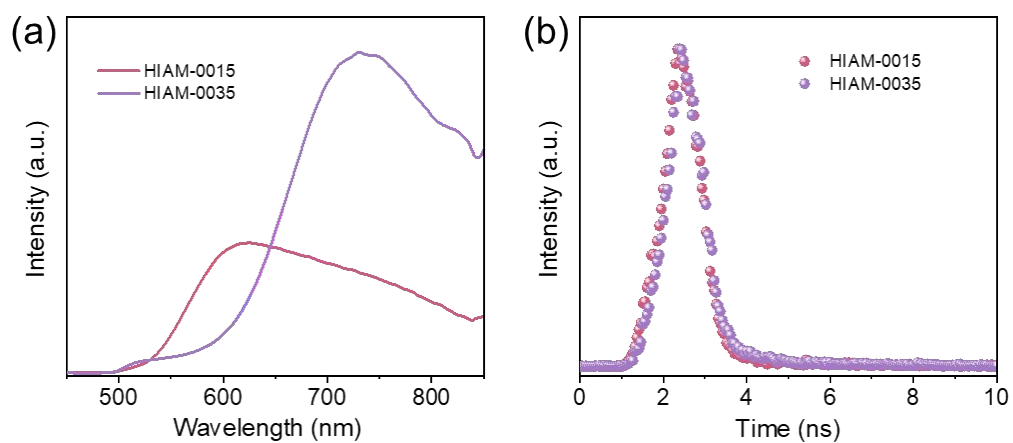 (a)
HIAM-0015
HIAM-0035
Intensity (a.u.)
500 600 700 800
Wavelength (nm)
(b)
HIAM-0015
HIAM-0035
Intensity (a.u.)
0 2 4 6 8 10
Time (ns)